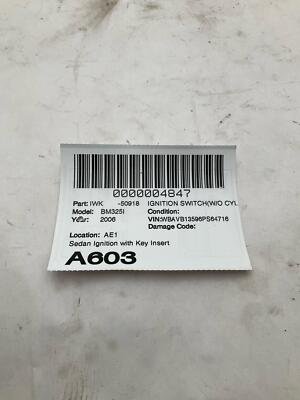 0000004847
Part: IWK -50918 IGNITION SWITCH(W/O CYL
Model: BM325I Condition:
Year: 2006 VIN:WBAVB13596PS64716
Damage Code:
Location: AE1
Sedan Ignition with Key Insert
A603